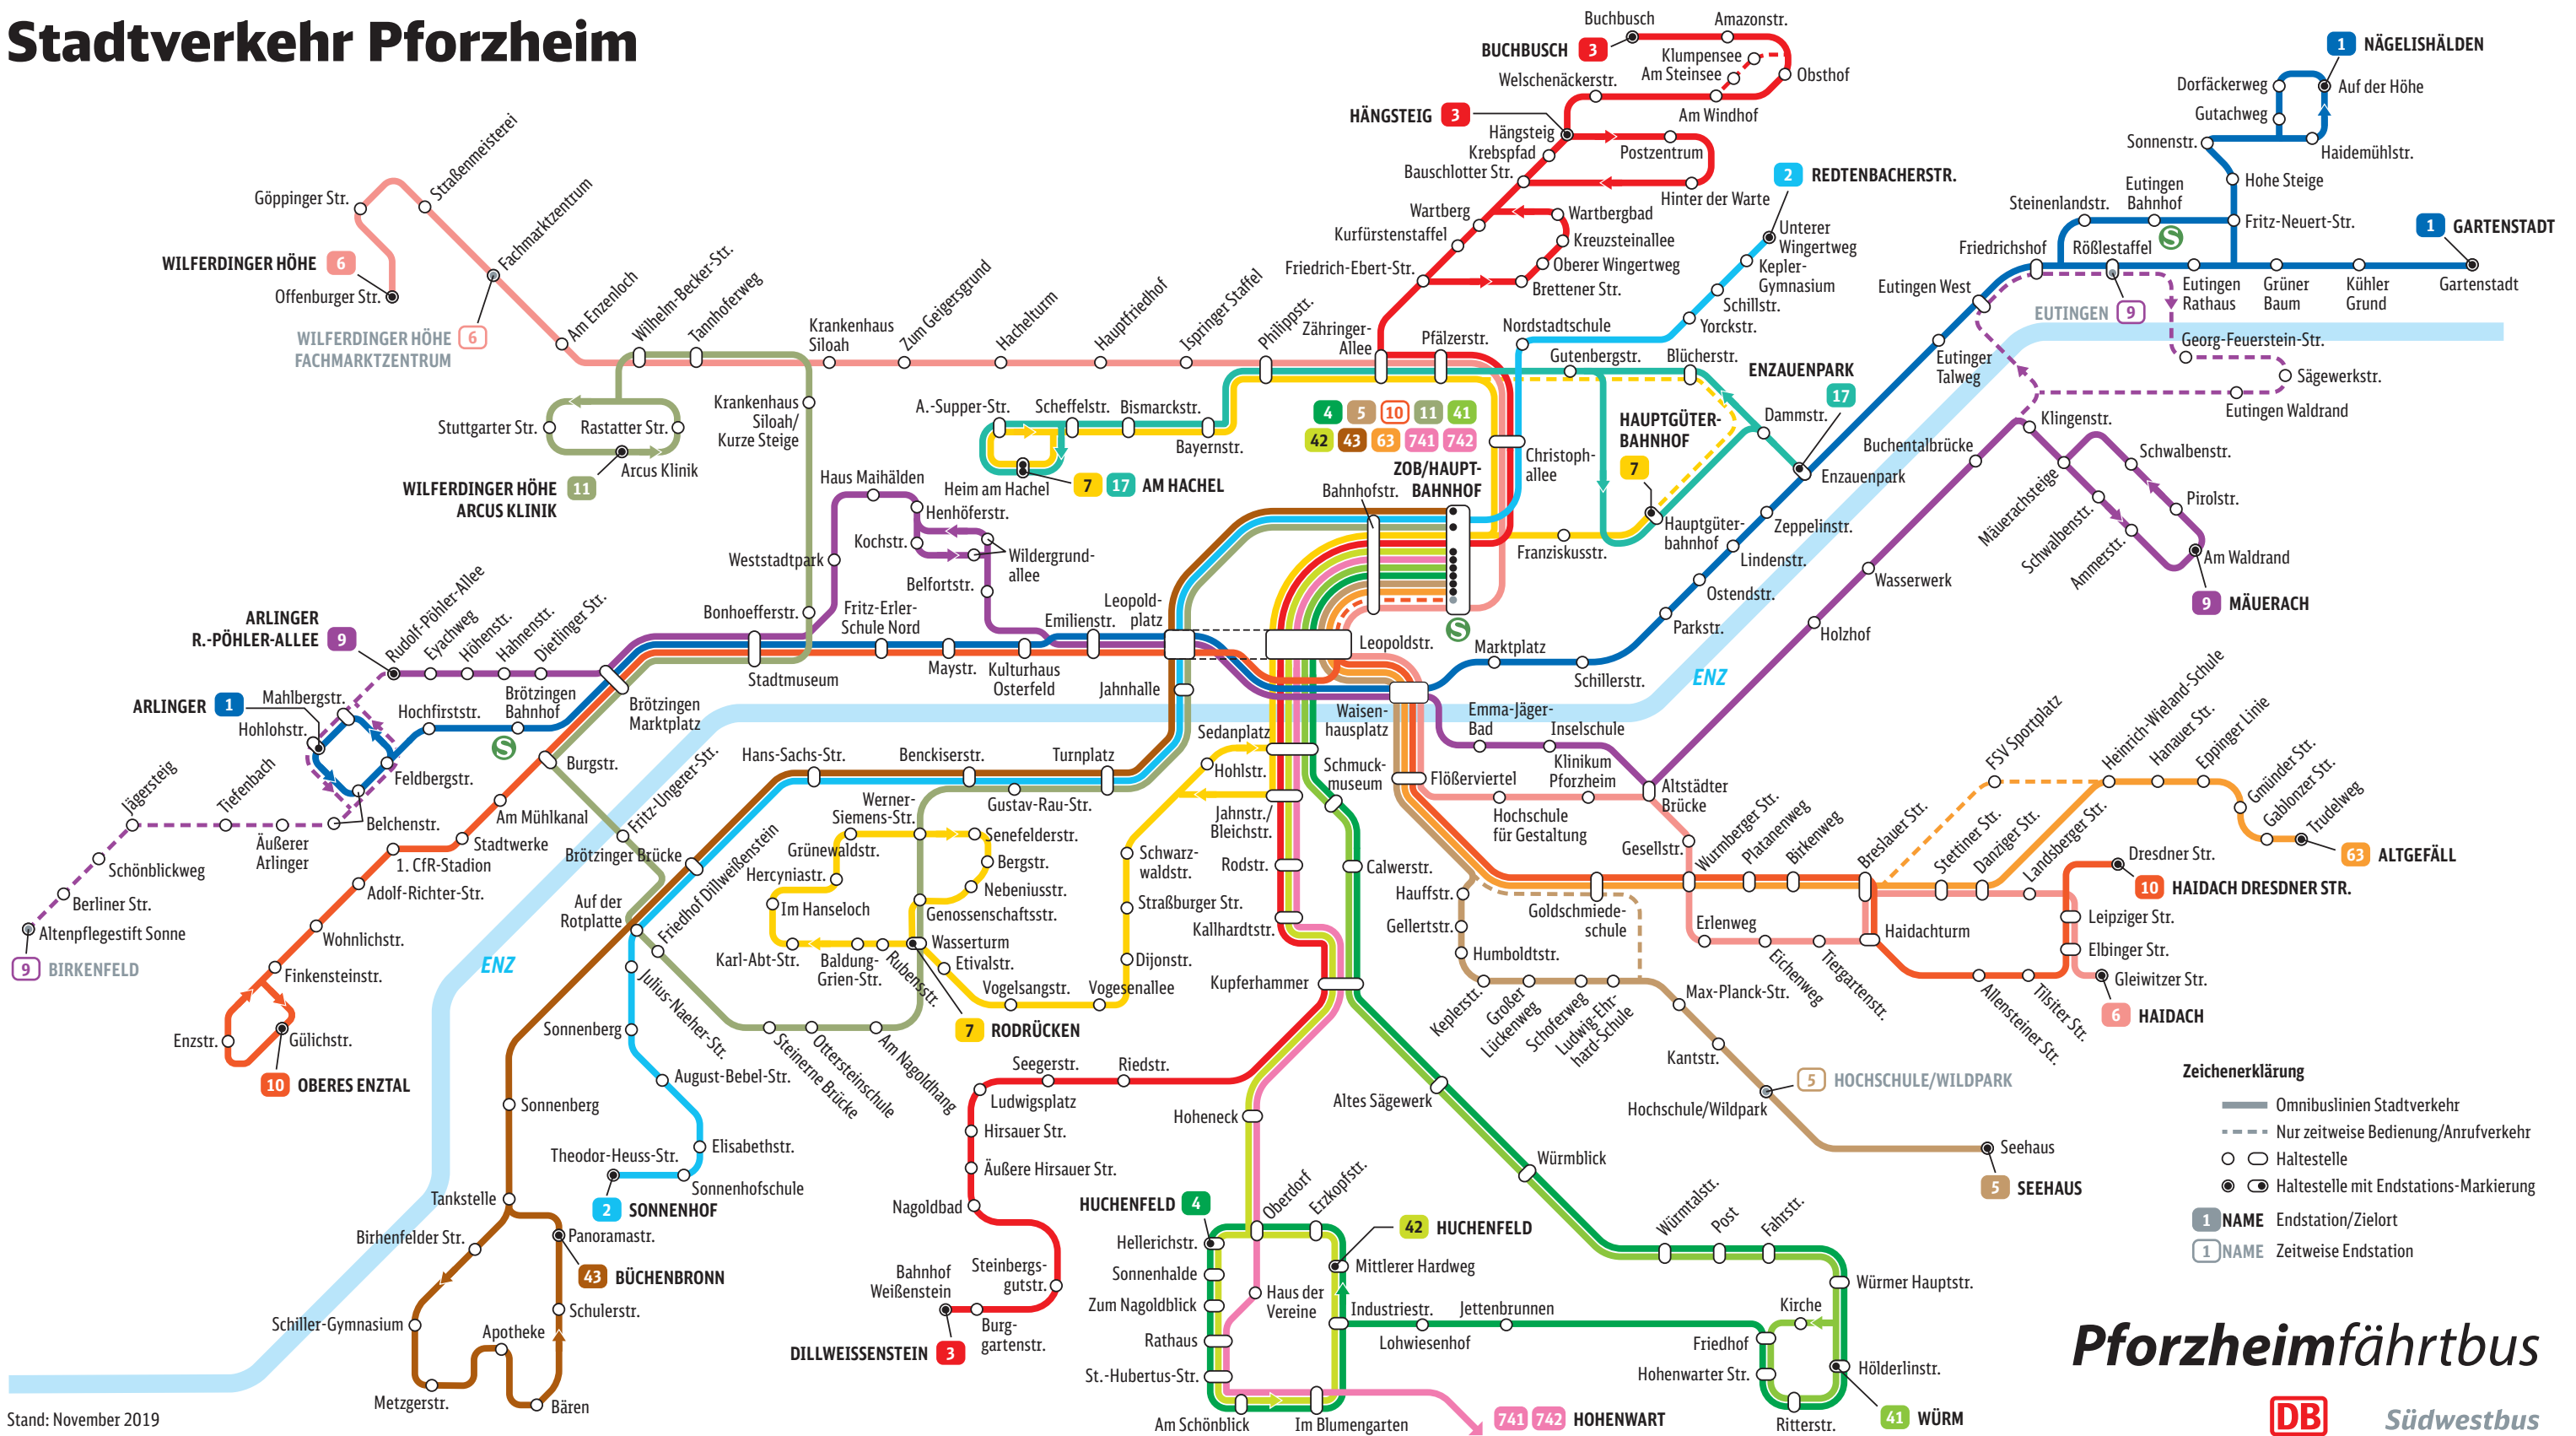 Stadtverkehr Pforzheim
Buchbusch
Amazonstr.
BUCHBUSCH 3
Klumpensee
Am Steinsee
Obsthof
Welschenäckerstr.
Am Windhof
HÄNGSTEIG 3
Hängsteig
Krebspfad
Postzentrum
Bauschlotter Str.
Hinter der Warte
Wartberg
Wartbergbad
Kurfürstenstaffel
Kreuzsteinallee
Oberer Wingertweg
Friedrich-Ebert-Str.
Brettener Str.
2 REDTENBACHERSTR.
Unterer
Wingertweg
Kepler-
Gymnasium
Schillstr.
Yorckstr.
Nordstadtschule
1 NÄGELISHÄLDEN
Dorfäckerweg
Auf der Höhe
Gutachweg
Sonnenstr.
Haidemühlstr.
Hohe Steige
Eutingen
Bahnhof
Steinenlandstr.
Fritz-Neuert-Str.
S
1 GARTENSTADT
Friedrichshof
Rößlestaffel
Eutingen West
Eutingen
Rathaus
Grüner
Baum
Kühler
Grund
Gartenstadt
EUTINGEN 9
Georg-Feuerstein-Str.
Sägewerkstr.
Eutingen Waldrand
Eutinger
Talweg
Göppinger Str.
Straßenmeisterei
Fachmarktzentrum
WILFERDINGER HÖHE 6
Offenburger Str.
WILFERDINGER HÖHE 6
FACHMARKTZENTRUM
Am Enzenloch
Wilhelm-Becker-Str.
Tannhoferweg
Krankenhaus
Siloah
Zum Geigersgrund
Hachelturm
Hauptfriedhof
Ispringer Staffel
Philippstr.
Zähringer-
Allee
Pfälzerstr.
Gutenbergstr.
Blücherstr.
ENZAUENPARK
17
Dammstr.
Enzauenpark
HAUPTGÜTER-
BAHNHOF
7
Hauptgüter-
bahnhof
Christoph-
allee
Franziskusstr.
Krankenhaus
Siloah/
Kurze Steige
Stuttgarter Str.
Rastatter Str.
Arcus Klinik
WILFERDINGER HÖHE 11
ARCUS KLINIK
A.-Supper-Str.
Scheffelstr.
Bismarckstr.
Bayernstr.
Heim am Hachel
7 17 AM HACHEL
4 5 10 11 41
42 43 63 741 742
ZOB/HAUPT-
BAHNHOF
Bahnhofstr.
S
Haus Maihälden
Henhöferstr.
Kochstr.
Wildergrund-
allee
Weststadtpark
Belfortstr.
Bonhoefferstr.
Fritz-Erler-
Schule Nord
Maystr.
Kulturhaus
Osterfeld
Emilienstr.
Leopold-
platz
Leopoldstr.
Stadtmuseum
Jahnhalle
Marktplatz
Schillerstr.
Parkstr.
Ostendstr.
Lindenstr.
Zeppelinstr.
Buchentalbrücke
Wasserwerk
Holzhof
ENZ
Klingenstr.
Schwalbenstr.
Mäuerachsteige
Pirolstr.
Schwalbenstr.
Ammerstr.
Am Waldrand
9 MÄUERACH
ARLINGER
R.-PÖHLER-ALLEE 9
Rudolf-Pöhler-Allee
Eyachweg
Höhenstr.
Hahnenstr.
Dietlinger Str.
ARLINGER 1
Mahlbergstr.
Hohlohstr.
Hochfirststr.
Brötzingen
Bahnhof
S
Brötzingen
Marktplatz
Feldbergstr.
Belchenstr.
Burgstr.
Jägersteig
Tiefenbach
Äußerer
Arlinger
Schönblickweg
Berliner Str.
Altenpflegestift Sonne
9 BIRKENFELD
Am Mühlkanal
Stadtwerke
1. CfR-Stadion
Adolf-Richter-Str.
Wohnlichstr.
Finkensteinstr.
Enzstr.
Gülichstr.
10 OBERES ENZTAL
ENZ
Fritz-Ungerer-Str.
Brötzinger Brücke
Auf der
Rotplatte
Friedhof Dillweißenstein
Julius-Naeher-Str.
Sonnenberg
August-Bebel-Str.
Elisabethstr.
Theodor-Heuss-Str.
Sonnenhofschule
2 SONNENHOF
Sonnenberg
Tankstelle
Birhenfelder Str.
Panoramastr.
43 BÜCHENBRONN
Schulerstr.
Schiller-Gymnasium
Apotheke
Metzgerstr.
Bären
Hans-Sachs-Str.
Benckiserstr.
Turnplatz
Gustav-Rau-Str.
Werner-
Siemens-Str.
Senefelderstr.
Grünewaldstr.
Bergstr.
Hercyniastr.
Nebeniusstr.
Im Hanseloch
Genossenschaftsstr.
Karl-Abt-Str.
Baldung-
Grien-Str.
Rubensstr.
Wasserturm
Etivalstr.
Vogelsangstr.
Vogesenallee
Dijonstr.
Straßburger Str.
Schwarz-
waldstr.
7 RODRÜCKEN
Steinerne Brücke
Ottersteinschule
Am Nagoldhang
Sedanplatz
Hohlstr.
Jahnstr./
Bleichstr.
Rodstr.
Kallhardtstr.
Kupferhammer
Schmuck-
museum
Calwerstr.
Waisen-
hausplatz
Emma-Jäger-
Bad
Inselschule
Klinikum
Pforzheim
Flößerviertel
Hochschule
für Gestaltung
Altstädter
Brücke
Gesellstr.
Wurmberger Str.
Platanenweg
Birkenweg
Breslauer Str.
Stettiner Str.
Danziger Str.
Landsberger Str.
FSV Sportplatz
Heinrich-Wieland-Schule
Hanauer Str.
Eppinger Linie
Gmünder Str.
Gablonzer Str.
Trudelweg
63 ALTGEFÄLL
Dresdner Str.
10 HAIDACH DRESDNER STR.
Leipziger Str.
Elbinger Str.
Gleiwitzer Str.
6 HAIDACH
Erlenweg
Eichenweg
Tiergartenstr.
Haidachturm
Allensteiner Str.
Tilsiter Str.
Hauffstr.
Gellertstr.
Humboldtstr.
Goldschmiede-
schule
Keplerstr.
Großer
Lückenweg
Schoferweg
Ludwig-Erh-
hard-Schule
Max-Planck-Str.
Kantstr.
Hochschule/Wildpark
5 HOCHSCHULE/WILDPARK
Seehaus
5 SEEHAUS
Seegerstr.
Riedstr.
Ludwigsplatz
Hirsauer Str.
Äußere Hirsauer Str.
Nagoldbad
Steinbergs-
gutstr.
Bahnhof
Weißenstein
Burg-
gartenstr.
DILLWEISSENSTEIN 3
Hoheneck
Altes Sägewerk
Würmblick
HUCHENFELD 4
Oberdorf
Erzkopfstr.
42 HUCHENFELD
Hellerichstr.
Mittlerer Hardweg
Sonnenhalde
Zum Nagoldblick
Haus der
Vereine
Rathaus
St.-Hubertus-Str.
Am Schönblick
Im Blumengarten
Industriestr.
Lohwiesenhof
Jettenbrunnen
741 742 HOHENWART
Würmtalstr.
Post
Fahrstr.
Würmer Hauptstr.
Kirche
Friedhof
Hohenwarter Str.
Hölderlinstr.
Ritterstr.
41 WÜRM
Zeichenerklärung
Omnibuslinien Stadtverkehr
Nur zeitweise Bedienung/Anrufverkehr
Haltestelle
Haltestelle mit Endstations-Markierung
1 NAME Endstation/Zielort
1 NAME Zeitweise Endstation
Pforzheimfährtbus
DB Südwestbus
Stand: November 2019